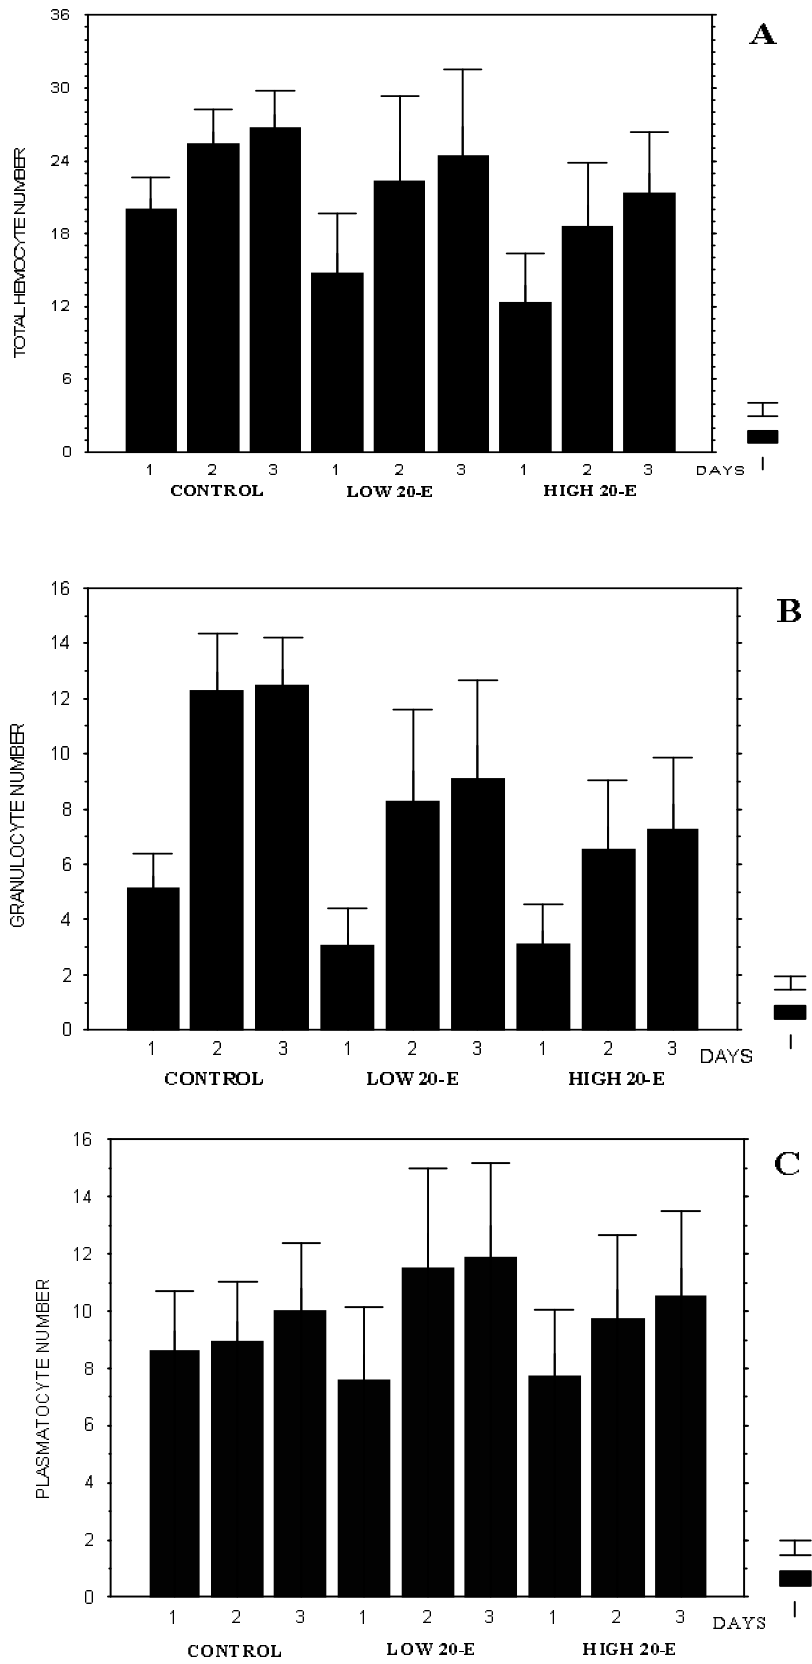 A
TOTAL HEMOCYTE NUMBER
36
30
24
18
12
6
0
1 2 3 1 2 3 1 2 3 DAYS
CONTROL LOW 20-E HIGH 20-E
B
GRANULOCYTE NUMBER
16
14
12
10
8
6
4
2
0
1 2 3 1 2 3 1 2 3 DAYS
CONTROL LOW 20-E HIGH 20-E
C
PLASMATOCYTE NUMBER
16
14
12
10
8
6
4
2
0
1 2 3 1 2 3 1 2 3 DAYS
CONTROL LOW 20-E HIGH 20-E